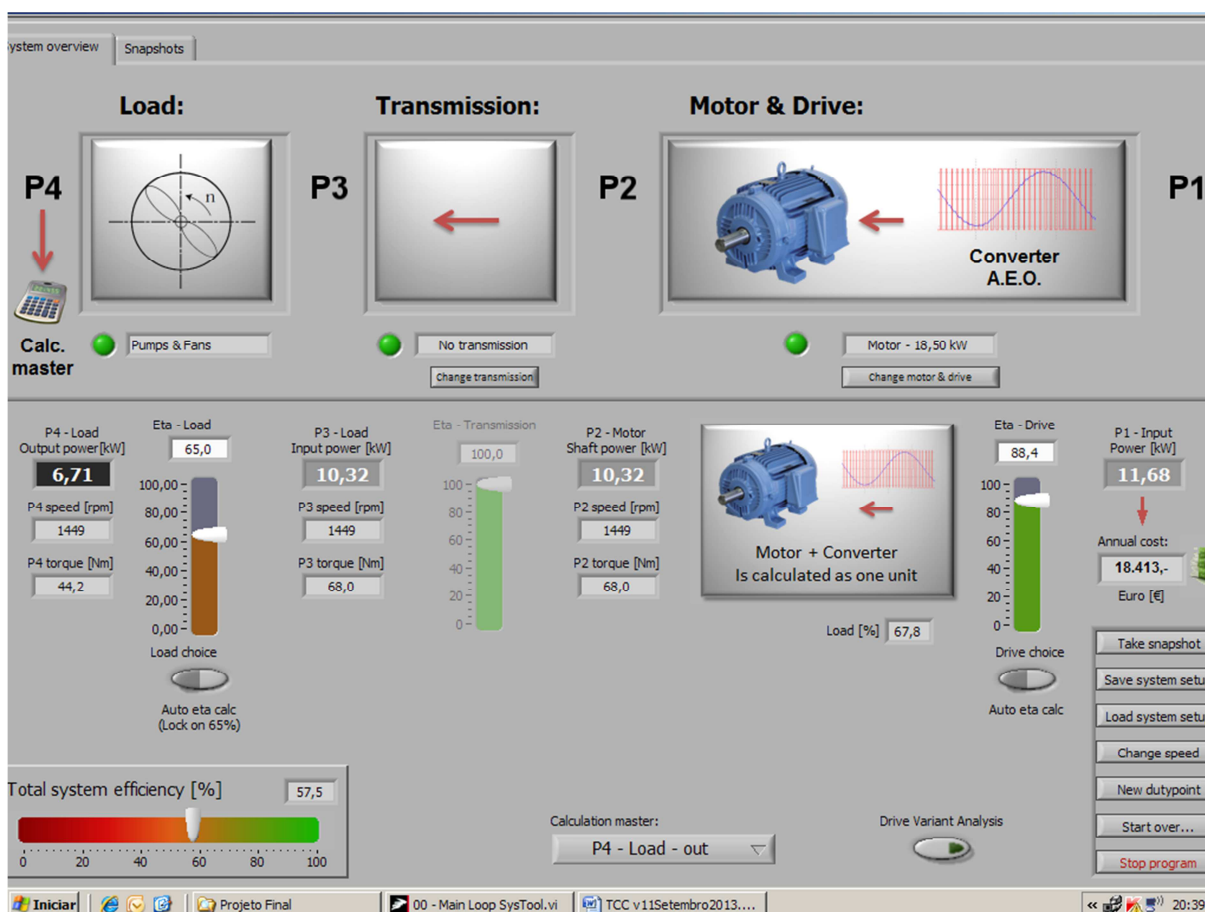 System overview
Snapshots
Load:
Transmission:
Motor & Drive:
P4
P3
P2
P1
n
Converter
A.E.O.
Calc.
master
Pumps & Fans
No transmission
Motor - 18,50 kW
Change transmission
Change motor & drive
P4 - Load
Output power[kW]
6,71
P4 speed [rpm]
1449
P4 torque [Nm]
44,2
Eta - Load
65,0
100,00
80,00
60,00
40,00
20,00
0,00
Load choice
Auto eta calc
(Lock on 65%)
P3 - Load
Input power [kW]
10,32
P3 speed [rpm]
1449
P3 torque [Nm]
68,0
Eta - Transmission
100,0
100
80
60
40
20
0
P2 - Motor
Shaft power [kW]
10,32
P2 speed [rpm]
1449
P2 torque [Nm]
68,0
Motor + Converter
Is calculated as one unit
Load [%] 67,8
Eta - Drive
88,4
100
80
60
40
20
0
Drive choice
Auto eta calc
P1 - Input
Power [kW]
11,68
Annual cost:
18.413,-
Euro [€]
Take snapshot
Save system setu
Load system setu
Change speed
New dutypoint
Start over...
Stop program
Total system efficiency [%] 57,5
0 20 40 60 80 100
Calculation master:
P4 - Load - out
Drive Variant Analysis
Iniciar
Projeto Final
00 - Main Loop SysTool.vi
TCC v11Setembro2013....
20:39